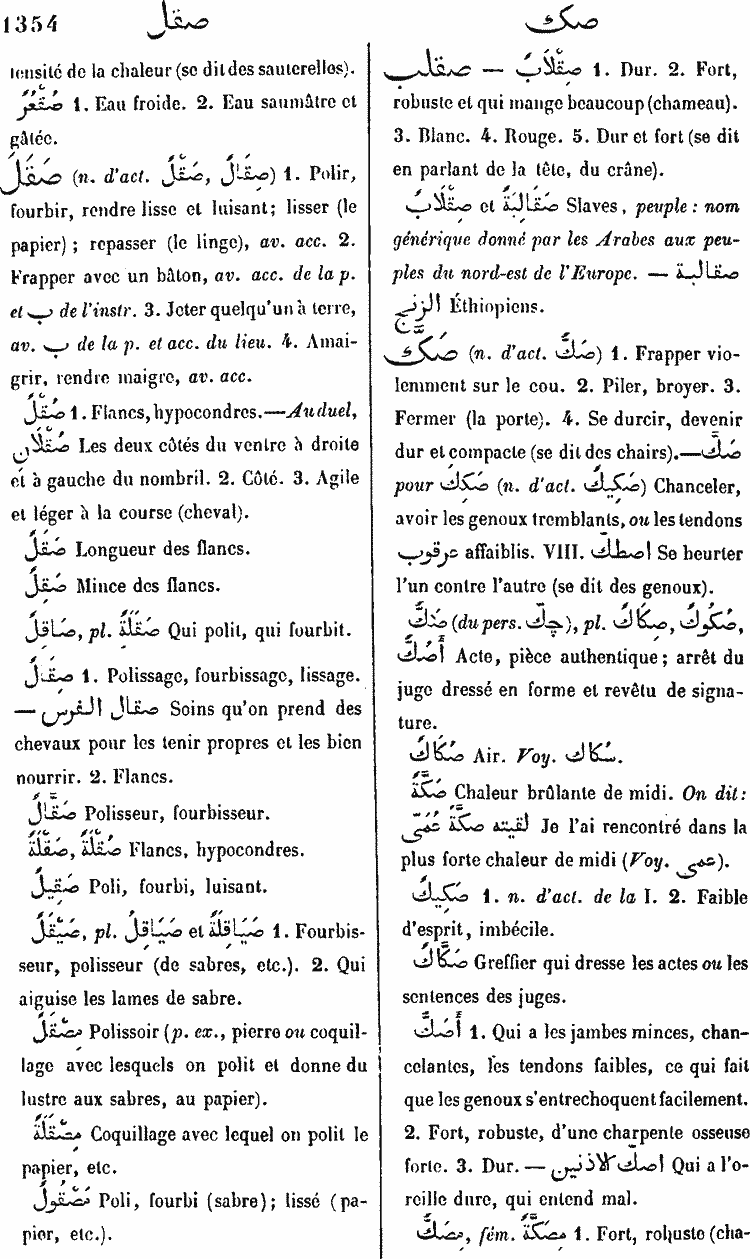 1354 صقل صكك
tensité de la chaleur (se dit des sauterelles).
صُقْعُرٌ 1. Eau froide. 2. Eau saumâtre et
gâtée.
صَقَلَ (n. d'act. صَقْلٌ, صِقَالٌ) 1. Polir,
fourbir, rendre lisse et luisant; lisser (le
papier); repasser (le linge), av. acc. 2.
Frapper avec un bâton, av. acc. de la p.
et ب de l'instr. 3. Jeter quelqu'un à terre,
av. ب de la p. et acc. du lieu. 4. Amai-
grir, rendre maigre, av. acc.
صُقْلٌ 1. Flancs, hypocondres. — Au duel,
صُقْلَان Les deux côtés du ventre à droite
et à gauche du nombril. 2. Côté. 3. Agile
et léger à la course (cheval).
صَقَلٌ Longueur des flancs.
صَقِلٌ Mince des flancs.
صَاقِلٌ, pl. صَقَلَةٌ Qui polit, qui fourbit.
صِقَالٌ 1. Polissage, fourbissage, lissage.
— صقال الفرس Soins qu'on prend des
chevaux pour les tenir propres et les bien
nourrir. 2. Flancs.
صَقَّالٌ Polisseur, fourbisseur.
صُقْلَةٌ, صُقْلَةٌ Flancs, hypocondres.
صَقِيلٌ Poli, fourbi, luisant.
صَيْقَلٌ, pl. صَيَاقِلُ et صَيَاقِلَةٌ 1. Fourbis-
seur, polisseur (de sabres, etc.). 2. Qui
aiguise les lames de sabre.
مِصْقَلٌ Polissoir (p. ex., pierre ou coquil-
lage avec lesquels on polit et donne du
lustre aux sabres, au papier).
مِصْقَلَةٌ Coquillage avec lequel on polit le
papier, etc.
مَصْقُولٌ Poli, fourbi (sabre); lissé (pa-
pier, etc.).
صقلب — صِقْلَابٌ 1. Dur. 2. Fort,
robuste et qui mange beaucoup (chameau).
3. Blanc. 4. Rouge. 5. Dur et fort (se dit
en parlant de la tête, du crâne).
صِقْلَابٌ et صَقَالِبَةٌ Slaves, peuple : nom
générique donné par les Arabes aux peu-
ples du nord-est de l'Europe. — صقالبة
الزنج Éthiopiens.
صَكَّ (n. d'act. صَكٌّ) 1. Frapper vio-
lemment sur le cou. 2. Piler, broyer. 3.
Fermer (la porte). 4. Se durcir, devenir
dur et compacte (se dit des chairs). — صَكَّ
pour صَكِكَ (n. d'act. صَكِيكٌ) Chanceler,
avoir les genoux tremblants, ou les tendons
عرقوب affaiblis. VIII. اصطكّ Se heurter
l'un contre l'autre (se dit des genoux).
صَكٌّ (du pers. چك), pl. صِكَاكٌ, صُكُوكٌ,
أَصُكٌّ Acte, pièce authentique; arrêt du
juge dressé en forme et revêtu de signa-
ture.
صُكَاكٌ Air. Voy. سكاك.
صَكَّةٌ Chaleur brûlante de midi. On dit:
لقيته صَكَّةَ عُمَىٍّ Je l'ai rencontré dans la
plus forte chaleur de midi (Voy. عمى).
صَكِيكٌ 1. n. d'act. de la I. 2. Faible
d'esprit, imbécile.
صَكَّاكٌ Greffier qui dresse les actes ou les
sentences des juges.
أَصَكُّ 1. Qui a les jambes minces, chan-
celantes, les tendons faibles, ce qui fait
que les genoux s'entrechoquent facilement.
2. Fort, robuste, d'une charpente osseuse
forte. 3. Dur. — اصكّ الاذنين Qui a l'o-
reille dure, qui entend mal.
مِصَكٌّ, fém. مِصَكَّةٌ 1. Fort, robuste (cha-